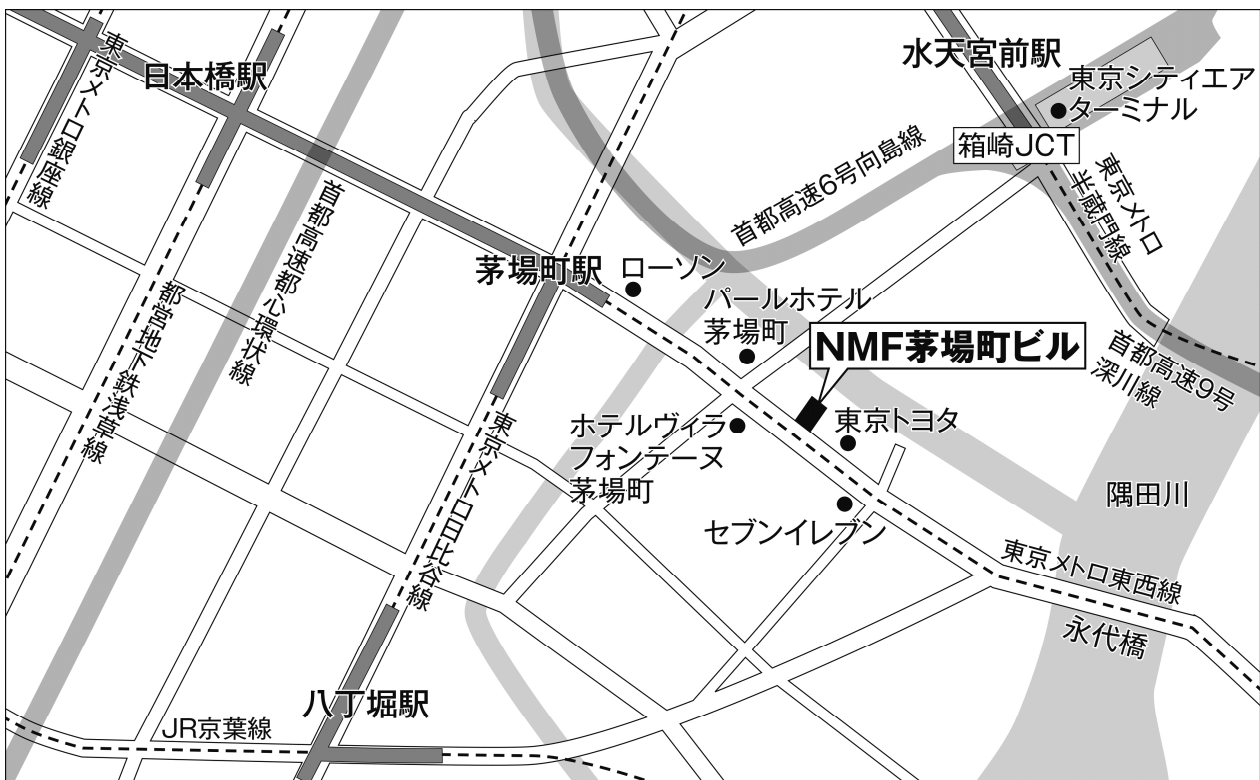 水天宮前駅
東京シティエア
ターミナル
日本橋駅
東京メトロ銀座線
箱崎JCT
首都高速6号向島線
東京メトロ
半蔵門線
首都高速都心環状線
茅場町駅
ローソン
パールホテル
茅場町
都営地下鉄浅草線
NMF茅場町ビル
首都高速9号
深川線
東京メトロ日比谷線
ホテルヴィラ
フォンテーヌ
茅場町
東京トヨタ
セブンイレブン
隅田川
東京メトロ東西線
永代橋
八丁堀駅
JR京葉線